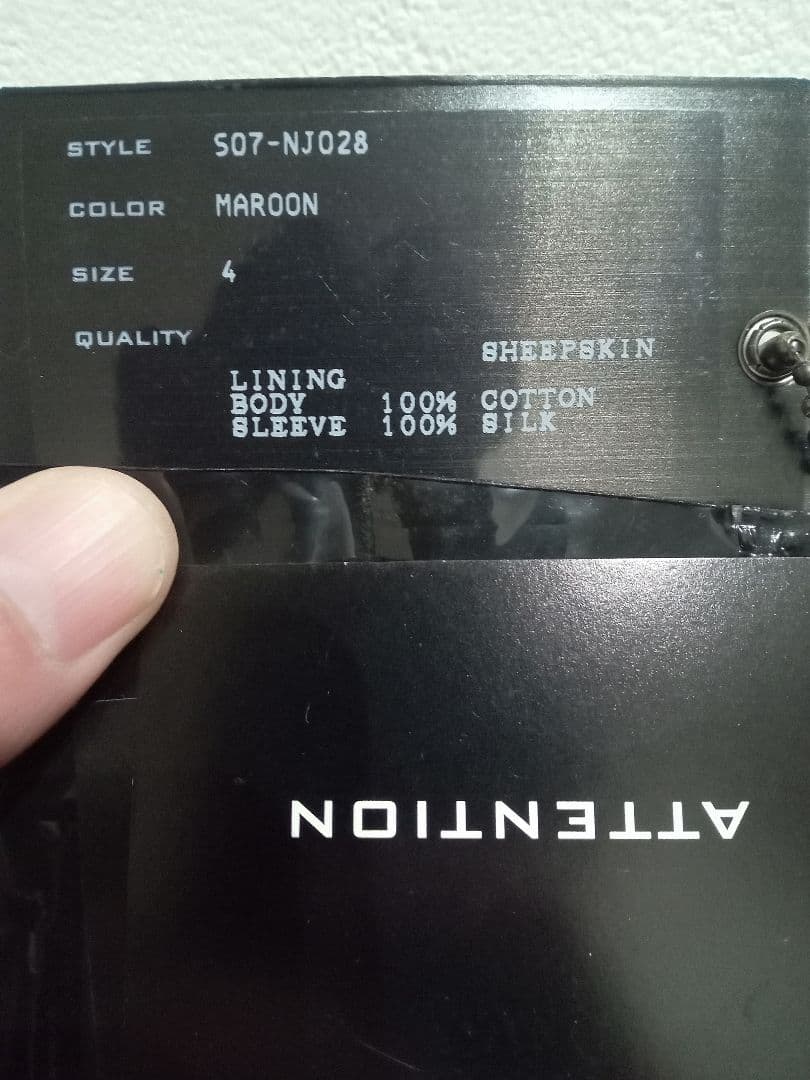 STYLE S07-NJ028
COLOR MAROON
SIZE 4
QUALITY
SHEEPSKIN
LINING
BODY 100% COTTON
SLEEVE 100% SILK
ATTENTION